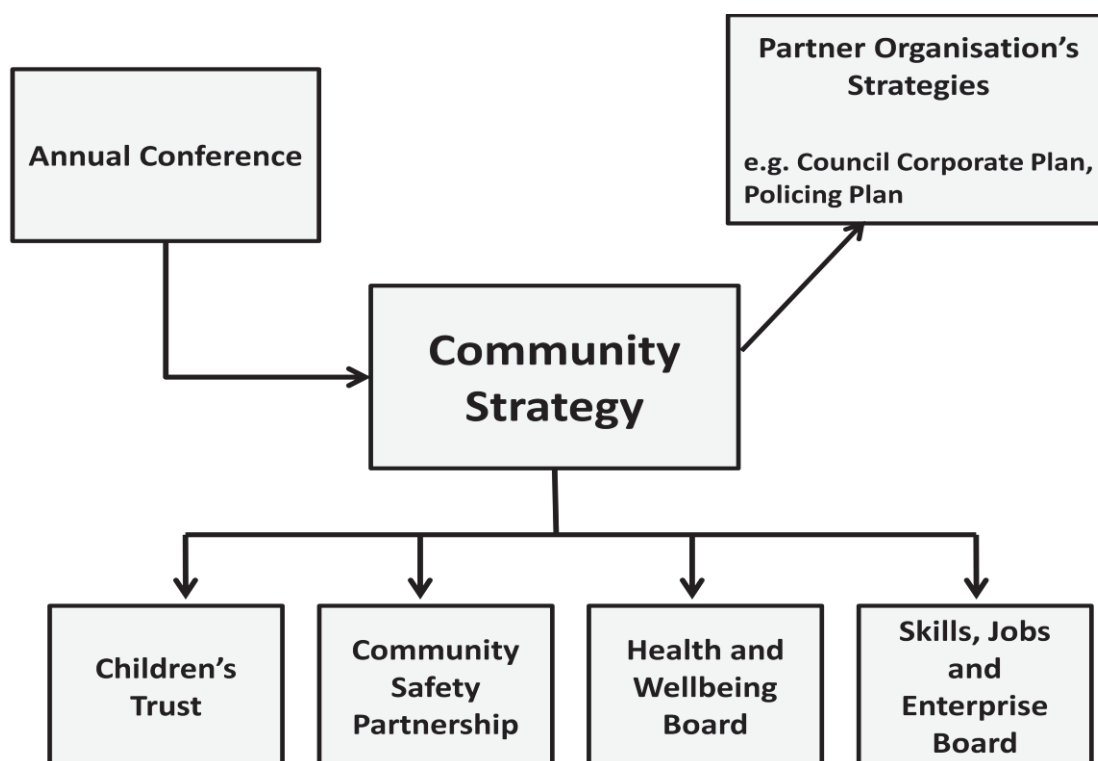 Partner Organisation's
Strategies
e.g. Council Corporate Plan,
Policing Plan
Annual Conference
Community
Strategy
Children's
Trust
Community
Safety
Partnership
Health and
Wellbeing
Board
Skills, Jobs
and
Enterprise
Board